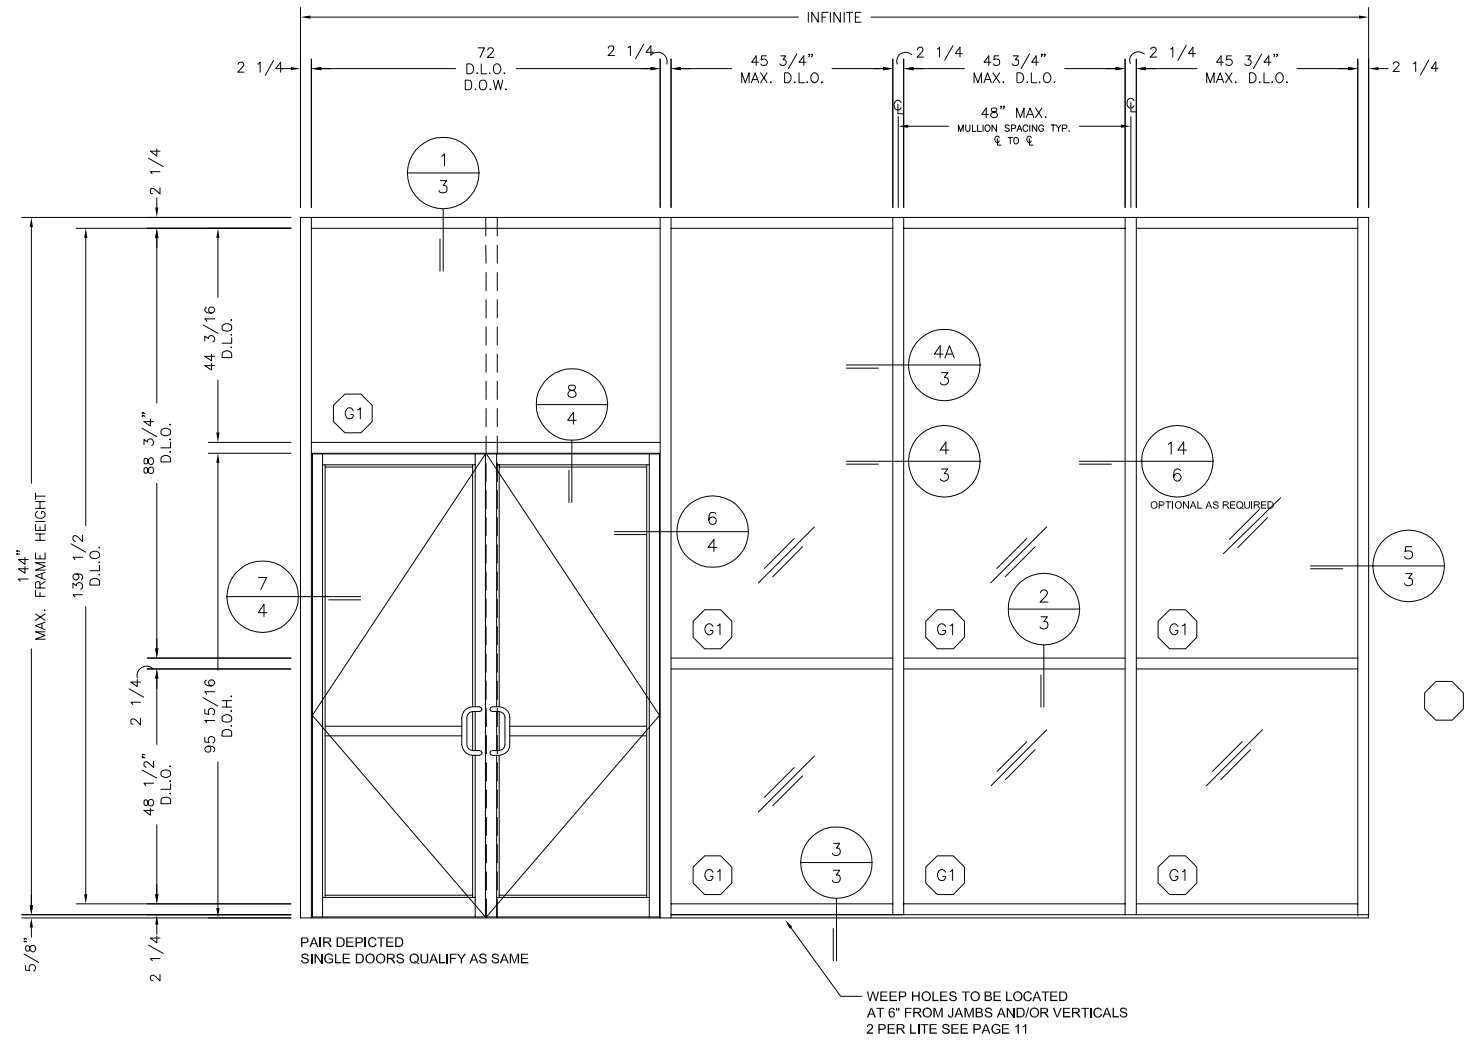 INFINITE
2 1/4
72
D.L.O.
D.O.W.
2 1/4
45 3/4"
MAX. D.L.O.
2 1/4
45 3/4"
MAX. D.L.O.
2 1/4
45 3/4"
MAX. D.L.O.
2 1/4
℄
℄
48" MAX.
MULLION SPACING TYP.
℄ TO ℄
1
3
2 1/4
44 3/16
D.L.O.
88 3/4"
D.L.O.
139 1/2
D.L.O.
144"
MAX. FRAME HEIGHT
2 1/4
48 1/2"
D.L.O.
95 15/16
D.O.H.
5/8"
2 1/4
4A
3
G1
8
4
4
3
14
6
OPTIONAL AS REQUIRED
6
4
5
3
7
4
2
3
G1
G1
G1
3
3
G1
G1
G1
PAIR DEPICTED
SINGLE DOORS QUALIFY AS SAME
WEEP HOLES TO BE LOCATED
AT 6" FROM JAMBS AND/OR VERTICALS
2 PER LITE SEE PAGE 11